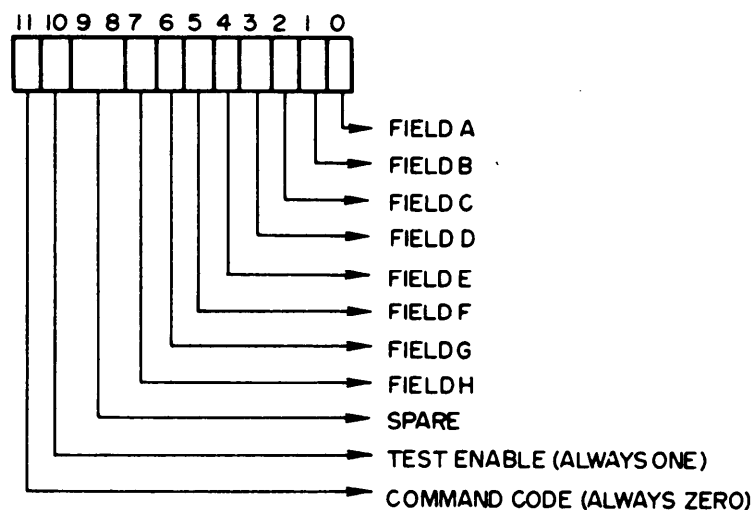 11 10 9 8 7 6 5 4 3 2 1 0
FIELD A
FIELD B
FIELD C
FIELD D
FIELD E
FIELD F
FIELD G
FIELD H
SPARE
TEST ENABLE (ALWAYS ONE)
COMMAND CODE (ALWAYS ZERO)